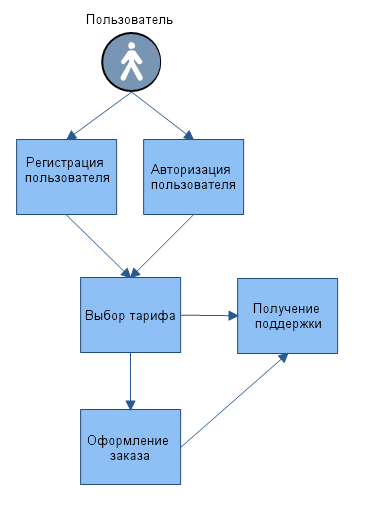 Пользователь
Регистрация
пользователя
Авторизация
пользователя
Выбор тарифа
Получение
поддержки
Оформление
заказа